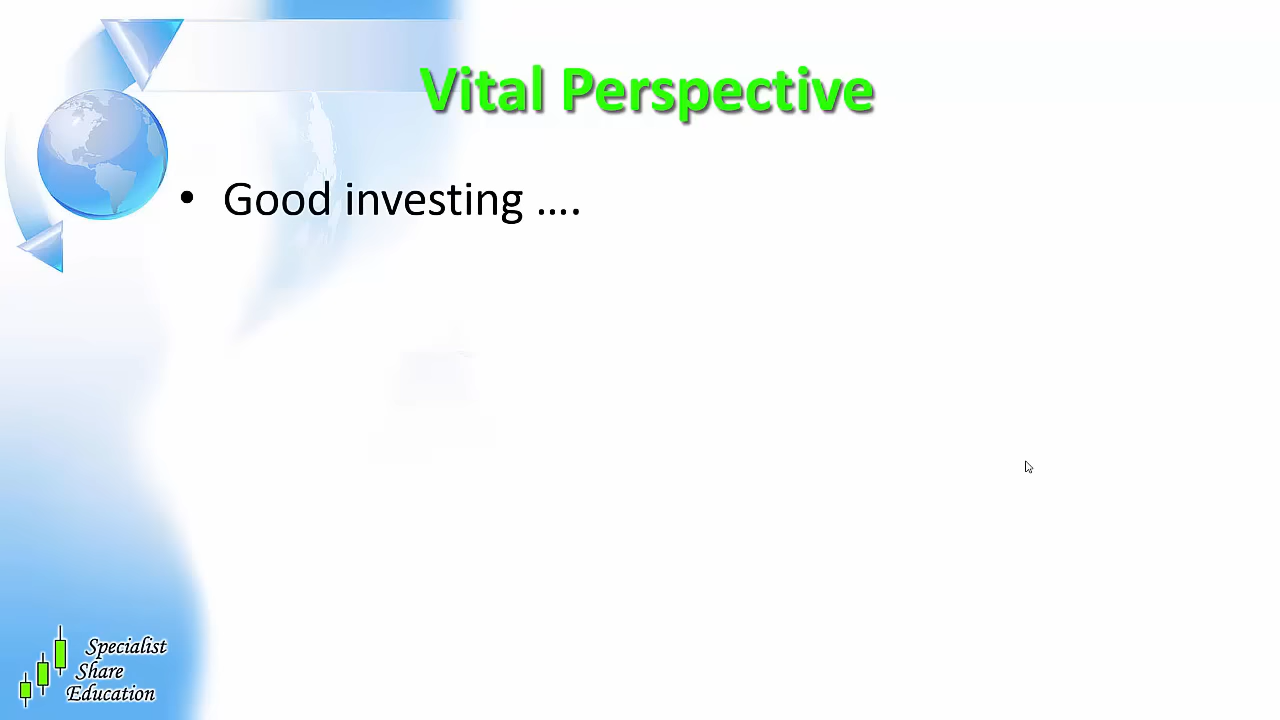 Vital Perspective
• Good investing ....
Specialist
Share
Education